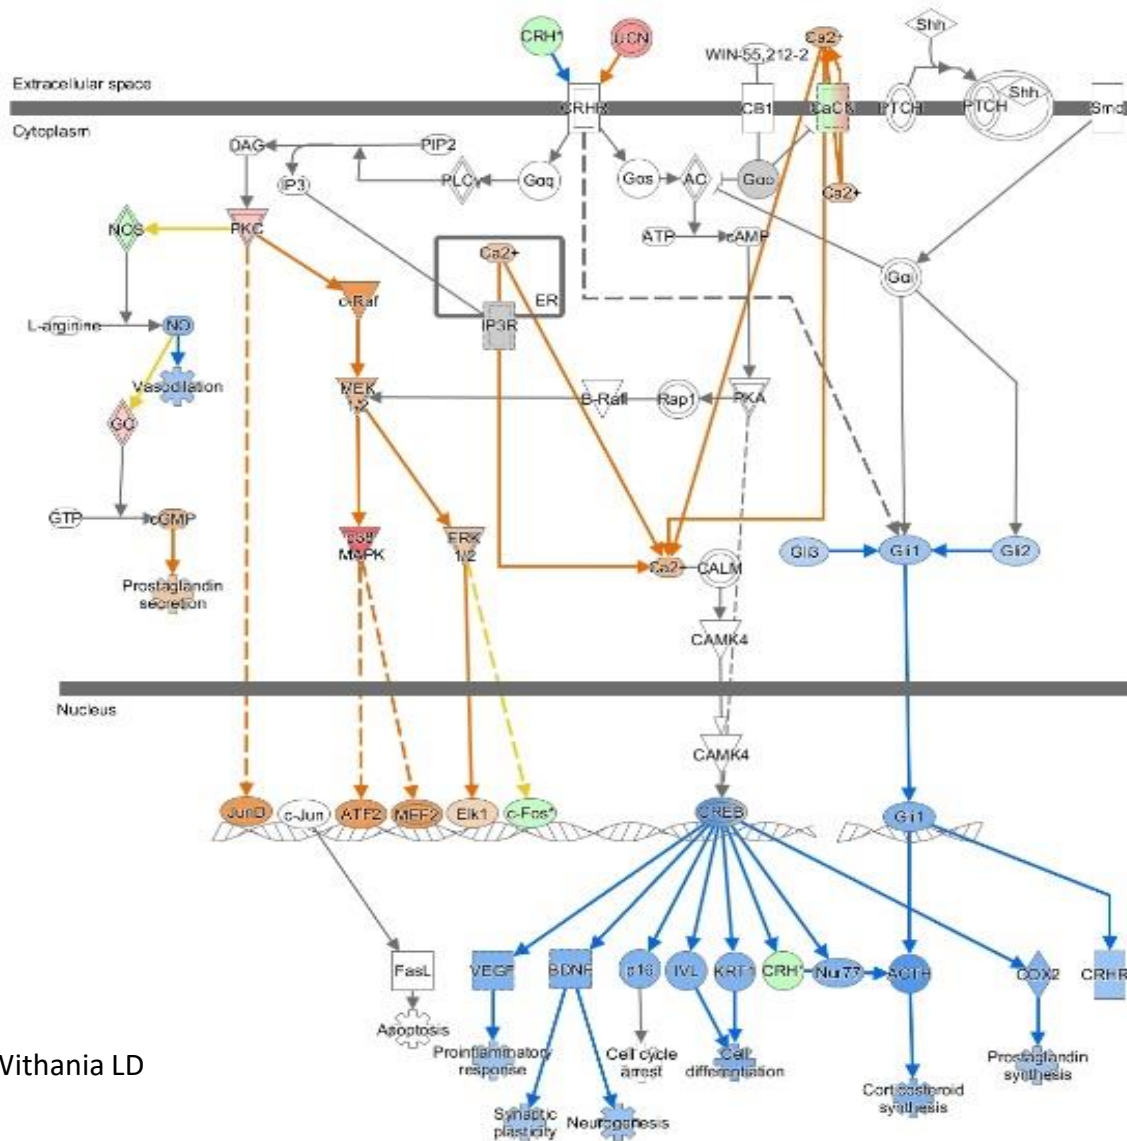 Shh
CRH*
UCN
Ca2+
WIN-55,212-2
Extracellular space
CRHR
CB1
CaCN
PTCH
PTCH
Shh
Smo
Cytoplasm
DAG
PIP2
IP3
PLCγ
Gαq
Gαs
AC
Gαo
Ca2+
NOS
PKC
ATP
cAMP
Ca2+
ER
Gαi
c-Raf
L-arginine
NO
IP3R
Vasodilation
MEK
1/2
B-Raf
Rap1
PKA
GC
GTP
cGMP
p38
MAPK
ERK
1/2
Gli3
Gli1
Gli2
Ca2+
CALM
Prostaglandin
secretion
CAMK4
Nucleus
CAMK4
JunD
c-Jun
ATF2
MEF2
Elk1
c-Fos*
CREB
Gli1
FasL
VEGF
BDNF
p16
IVL
KRT1
CRH*
Nur77
ACTH
COX2
CRHR
Apoptosis
Proinflammatory
response
Cell cycle
arrest
Cell
differentiation
Prostaglandin
synthesis
Vithania LD
Corticosteroid
synthesis
Synaptic
plasticity
Neurogenesis